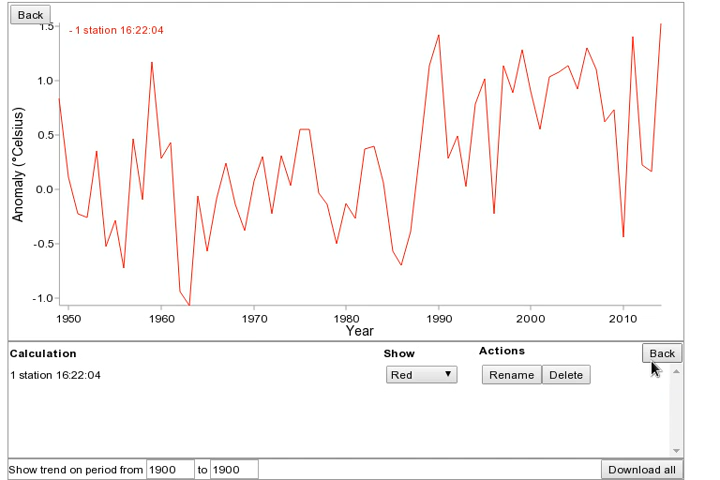 Back
- 1 station 16:22:04
1.5
1.0
0.5
0.0
-0.5
-1.0
Anomaly (°Celsius)
1950 1960 1970 1980 1990 2000 2010
Year
Calculation Show Actions Back
1 station 16:22:04 Red Rename Delete
Show trend on period from 1900 to 1900 Download all